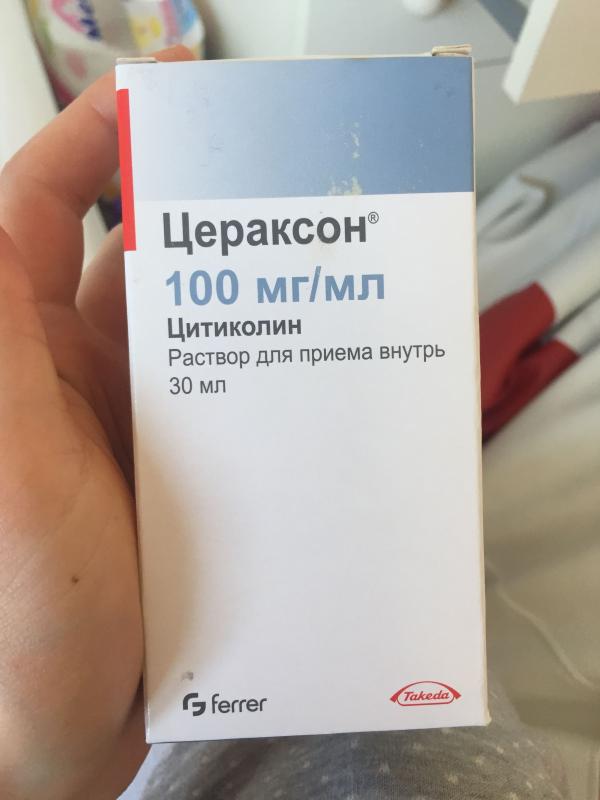 Цераксон®
100 мг/мл
Цитиколин
Раствор для приема внутрь
30 мл
ferrer
Takeda